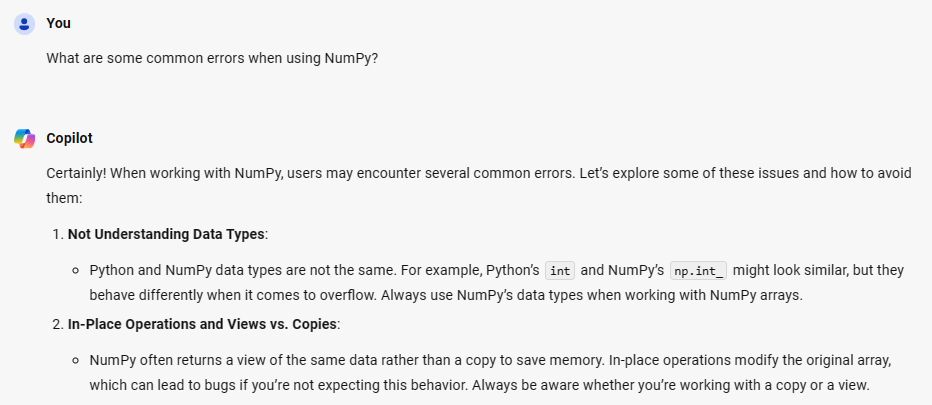 You
What are some common errors when using NumPy?
Copilot
Certainly! When working with NumPy, users may encounter several common errors. Let’s explore some of these issues and how to avoid
them:
1. Not Understanding Data Types:
Python and NumPy data types are not the same. For example, Python’s int and NumPy’s np.int_ might look similar, but they
behave differently when it comes to overflow. Always use NumPy’s data types when working with NumPy arrays.
2. In-Place Operations and Views vs. Copies:
NumPy often returns a view of the same data rather than a copy to save memory. In-place operations modify the original array,
which can lead to bugs if you’re not expecting this behavior. Always be aware whether you’re working with a copy or a view.